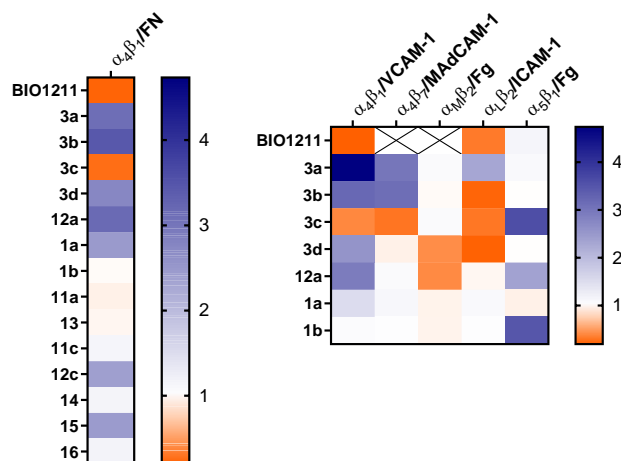 α4β1/FN
BIO1211
3a
3b
3c
3d
12a
1a
1b
11a
13
11c
12c
14
15
16
4
3
2
1
α4β1/VCAM-1
α4β7/MAdCAM-1
αMβ2/Fg
αLβ2/ICAM-1
α5β1/Fg
BIO1211
3a
3b
3c
3d
12a
1a
1b
4
3
2
1